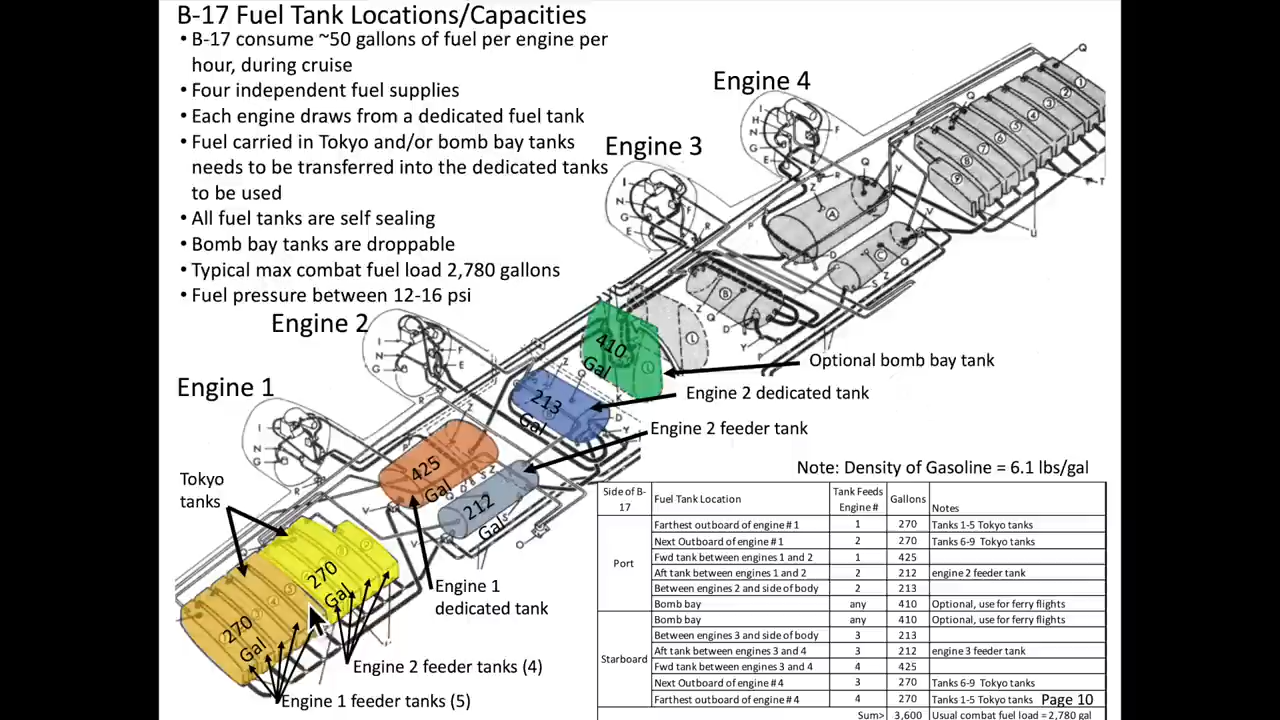 B-17 Fuel Tank Locations/Capacities
• B-17 consume ~50 gallons of fuel per engine per
hour, during cruise
• Four independent fuel supplies
• Each engine draws from a dedicated fuel tank
• Fuel carried in Tokyo and/or bomb bay tanks
needs to be transferred into the dedicated tanks
to be used
• All fuel tanks are self sealing
• Bomb bay tanks are droppable
• Typical max combat fuel load 2,780 gallons
• Fuel pressure between 12-16 psi
Engine 4
Engine 3
Engine 2
Engine 1
410
Gal
213
Gal
425
Gal
212
Gal
270
Gal
270
Gal
Optional bomb bay tank
Engine 2 dedicated tank
Engine 2 feeder tank
Tokyo
tanks
Engine 1
dedicated tank
Engine 2 feeder tanks (4)
Engine 1 feeder tanks (5)
Note: Density of Gasoline = 6.1 lbs/gal
Side of B-17 Fuel Tank Location Tank Feeds Engine # Gallons Notes
Port
Farthest outboard of engine #1 1 270 Tanks 1-5 Tokyo tanks
Next Outboard of engine #1 2 270 Tanks 6-9 Tokyo tanks
Fwd tank between engines 1 and 2 1 425
Aft tank between engines 1 and 2 2 212 engine 2 feeder tank
Between engines 2 and side of body 2 213
Bomb bay any 410 Optional, use for ferry flights
Starboard
Bomb bay any 410 Optional, use for ferry flights
Between engines 3 and side of body 3 213
Aft tank between engines 3 and 4 3 212 engine 3 feeder tank
Fwd tank between engines 3 and 4 4 425
Next Outboard of engine #4 3 270 Tanks 6-9 Tokyo tanks
Farthest outboard of engine #4 4 270 Tanks 1-5 Tokyo tanks
Page 10
Sum> 3,600 Usual combat fuel load = 2,780 gal